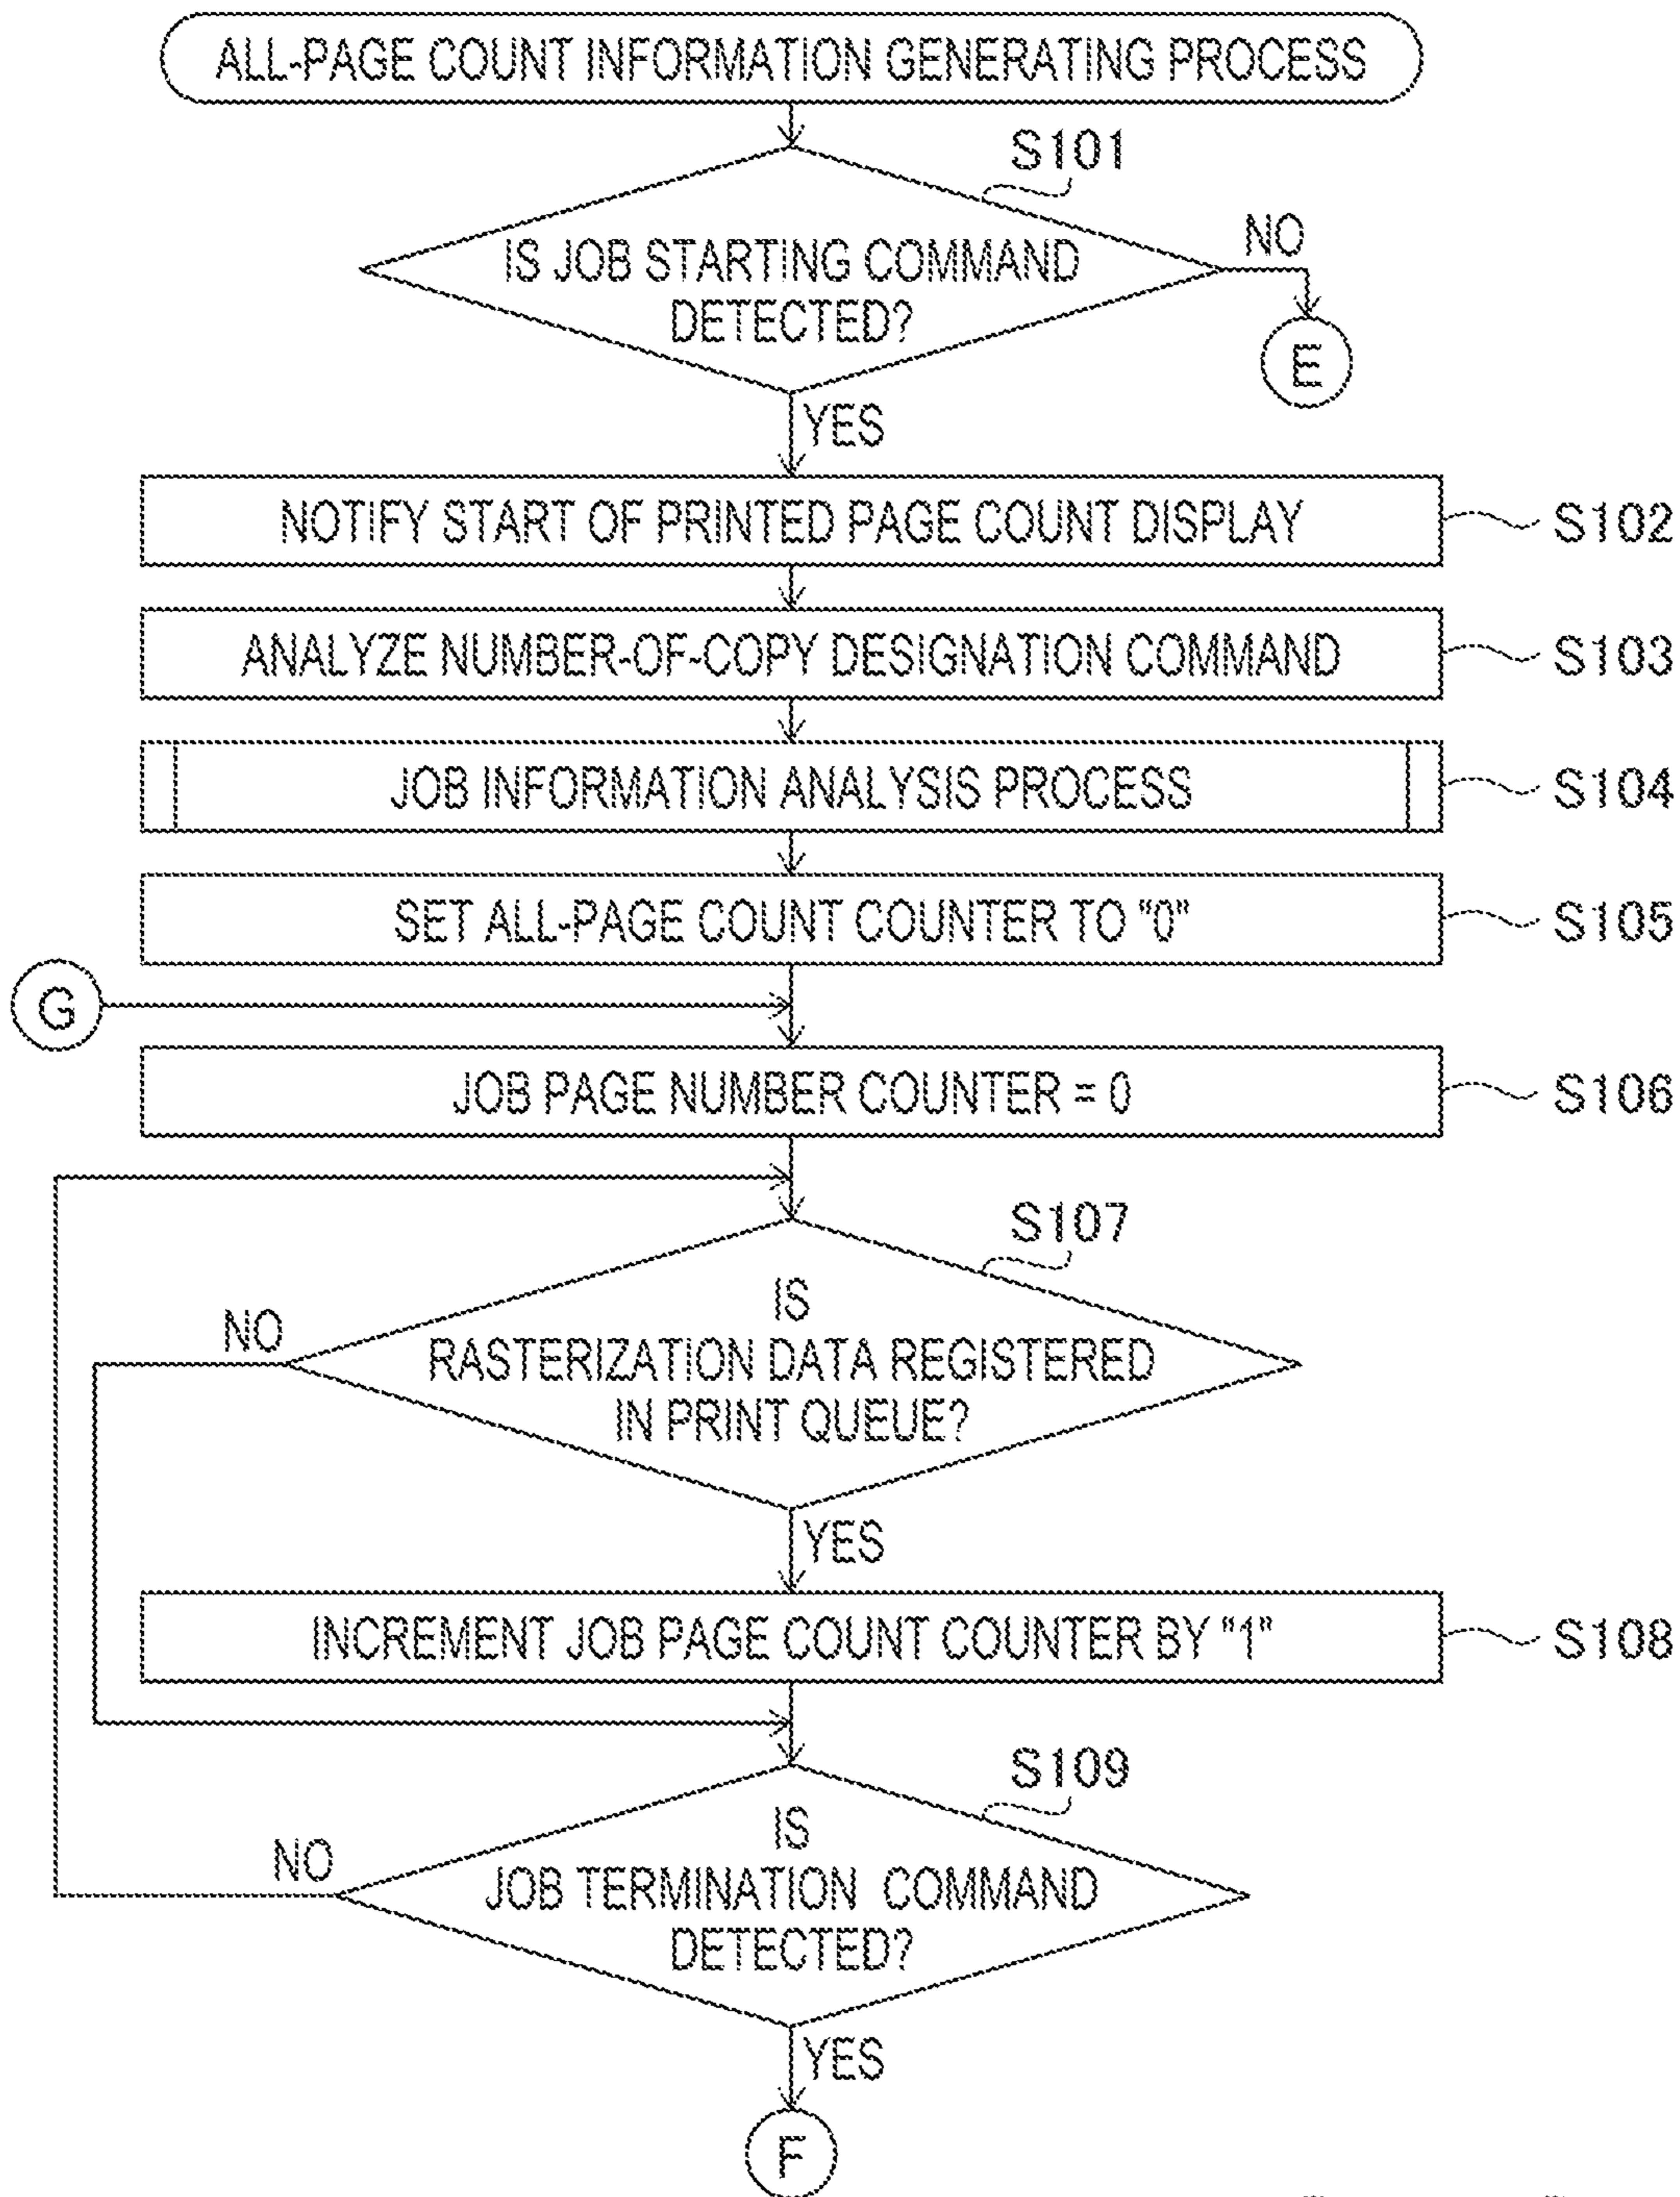 ALL-PAGE COUNT INFORMATION GENERATING PROCESS
S101
IS JOB STARTING COMMAND
DETECTED?
NO
E
YES
NOTIFY START OF PRINTED PAGE COUNT DISPLAY
S102
ANALYZE NUMBER-OF-COPY DESIGNATION COMMAND
S103
JOB INFORMATION ANALYSIS PROCESS
S104
SET ALL-PAGE COUNT COUNTER TO "0"
S105
G
JOB PAGE NUMBER COUNTER = 0
S106
S107
IS
RASTERIZATION DATA REGISTERED
IN PRINT QUEUE?
NO
YES
INCREMENT JOB PAGE COUNT COUNTER BY "1"
S108
S109
IS
JOB TERMINATION COMMAND
DETECTED?
NO
YES
F